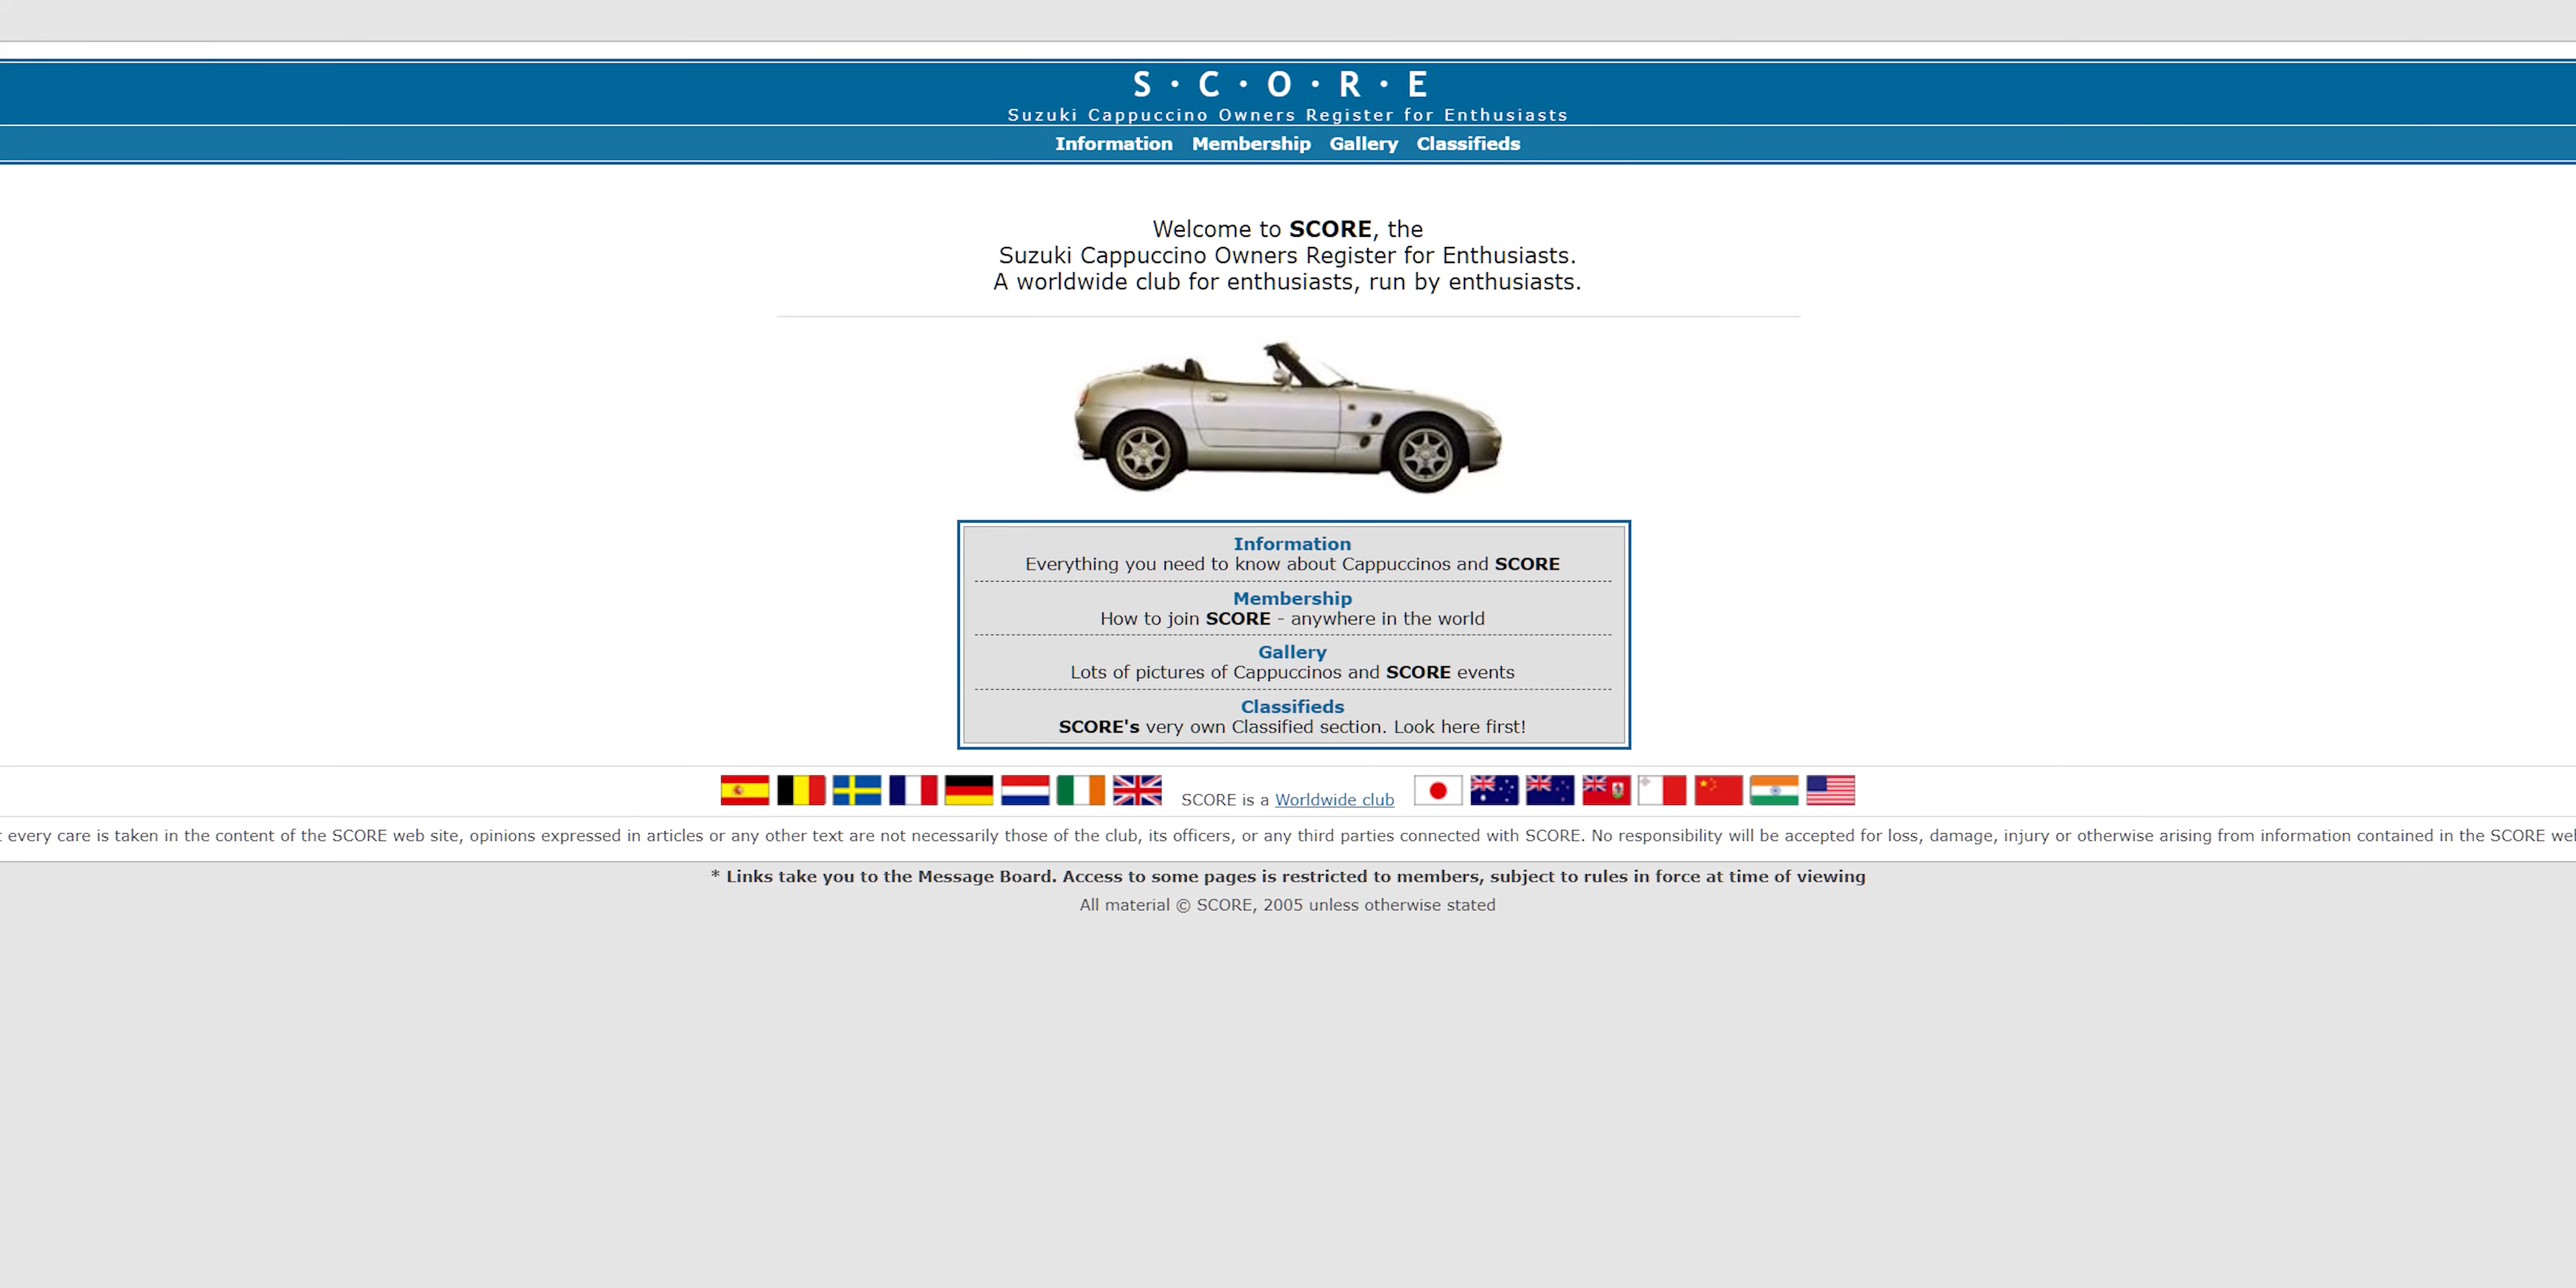 S · C · O · R · E
Suzuki Cappuccino Owners Register for Enthusiasts
Information Membership Gallery Classifieds
Welcome to SCORE, the
Suzuki Cappuccino Owners Register for Enthusiasts.
A worldwide club for enthusiasts, run by enthusiasts.
Information
Everything you need to know about Cappuccinos and SCORE
Membership
How to join SCORE - anywhere in the world
Gallery
Lots of pictures of Cappuccinos and SCORE events
Classifieds
SCORE's very own Classified section. Look here first!
SCORE is a Worldwide club
every care is taken in the content of the SCORE web site, opinions expressed in articles or any other text are not necessarily those of the club, its officers, or any third parties connected with SCORE. No responsibility will be accepted for loss, damage, injury or otherwise arising from information contained in the SCORE
* Links take you to the Message Board. Access to some pages is restricted to members, subject to rules in force at time of viewing
All material © SCORE, 2005 unless otherwise stated